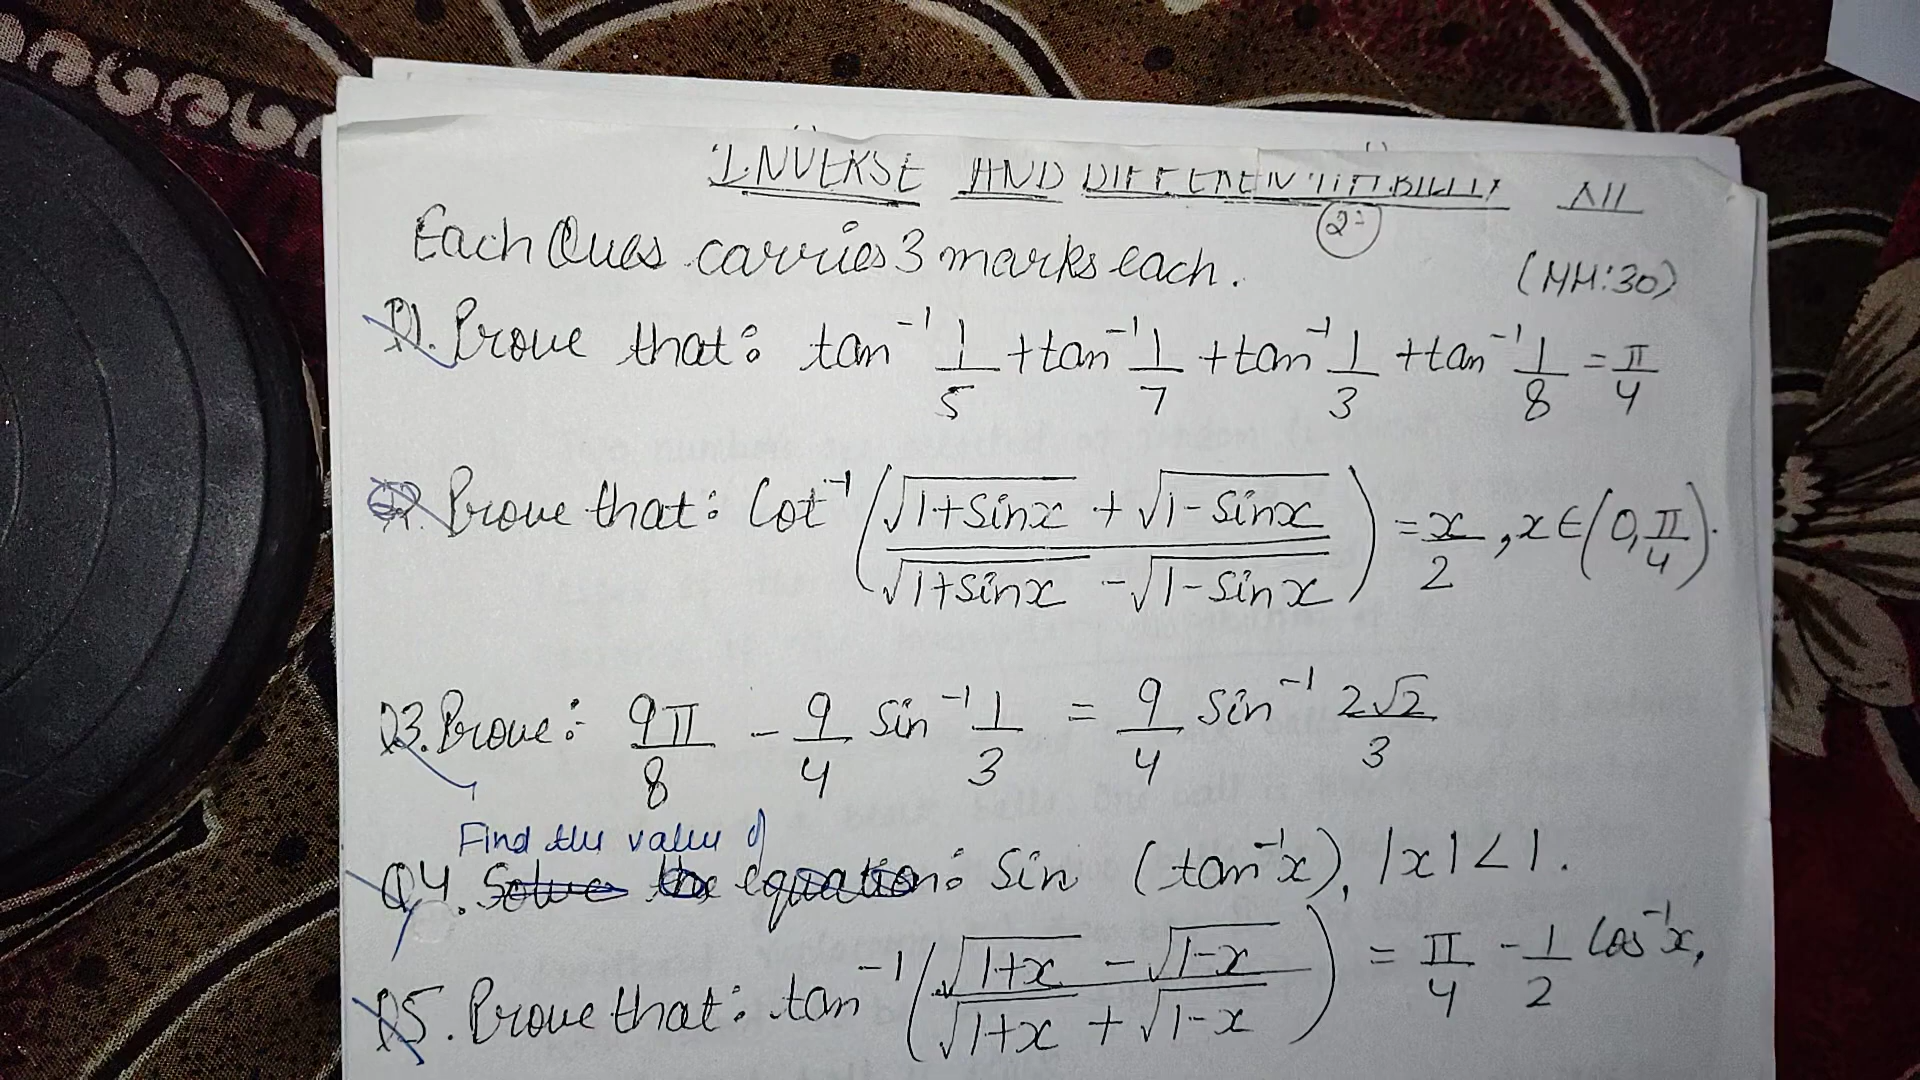 INVERSE AND DIFFERENTIABILITY XII
Each Ques carries 3 marks each. (MM:30)
Q1. Prove that: tan⁻¹ 1/5 + tan⁻¹ 1/7 + tan⁻¹ 1/3 + tan⁻¹ 1/8 = π/4
Q2. Prove that: Cot⁻¹ ((√(1+Sinx) + √(1-Sinx)) / (√(1+Sinx) - √(1-Sinx))) = x/2, x ∈ (0, π/4).
Q3. Prove: 9π/8 - 9/4 Sin⁻¹ 1/3 = 9/4 Sin⁻¹ 2√2/3
Find the value of
Q4. Solve the equation: Sin (tan⁻¹x), |x| < 1.
Q5. Prove that: tan⁻¹ ((√(1+x) - √(1-x)) / (√(1+x) + √(1-x))) = π/4 - 1/2 Cos⁻¹x,